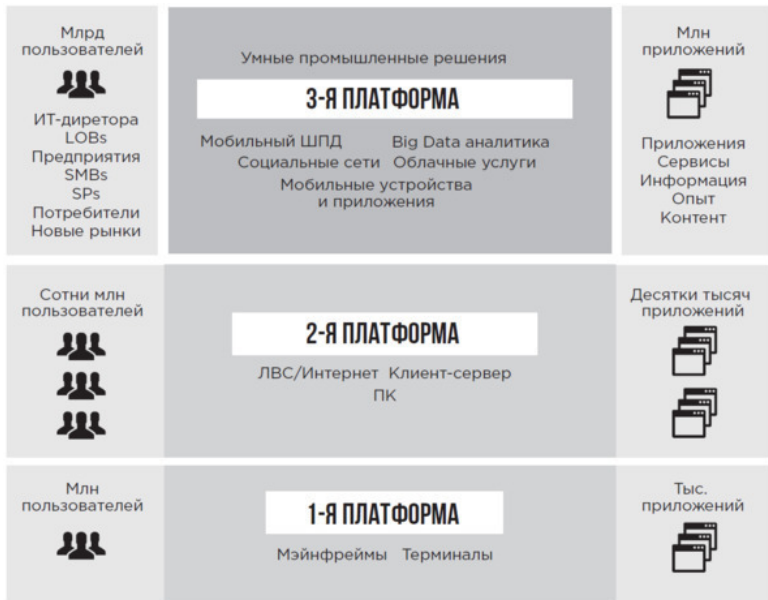 Млрд
пользователей
ИТ-диретора
LOBs
Предприятия
SMBs
SPs
Потребители
Новые рынки
Умные промышленные решения
3-Я ПЛАТФОРМА
Мобильный ШПД Big Data аналитика
Социальные сети Облачные услуги
Мобильные устройства
и приложения
Млн
приложений
Приложения
Сервисы
Информация
Опыт
Контент
Сотни млн
пользователей
2-Я ПЛАТФОРМА
ЛВС/Интернет Клиент-сервер
ПК
Десятки тысяч
приложений
Млн
пользователей
1-Я ПЛАТФОРМА
Мэйнфреймы Терминалы
Тыс.
приложений